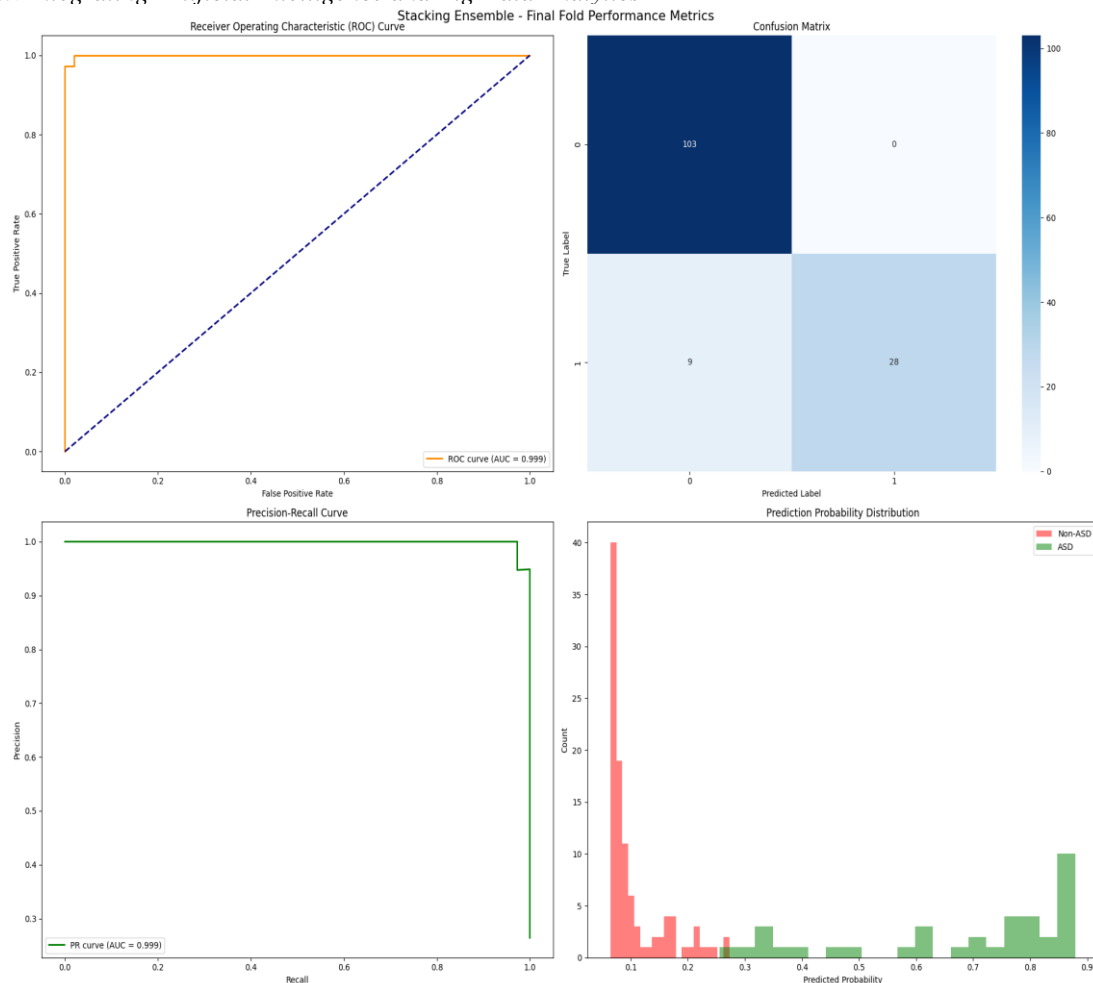 Stacking Ensemble - Final Fold Performance Metrics
Receiver Operating Characteristic (ROC) Curve
1.0
0.8
0.6
0.4
0.2
0.0
True Positive Rate
ROC curve (AUC = 0.999)
0.0 0.2 0.4 0.6 0.8 1.0
False Positive Rate
Confusion Matrix
0
1
True Label
103 0
9 28
0 1
Predicted Label
100
80
60
40
20
0
Precision-Recall Curve
1.0
0.9
0.8
0.7
0.6
0.5
0.4
0.3
Precision
PR curve (AUC = 0.999)
0.0 0.2 0.4 0.6 0.8 1.0
Recall
Prediction Probability Distribution
Non-ASD
ASD
40
35
30
25
20
15
10
5
0
Count
0.1 0.2 0.3 0.4 0.5 0.6 0.7 0.8 0.9
Predicted Probability